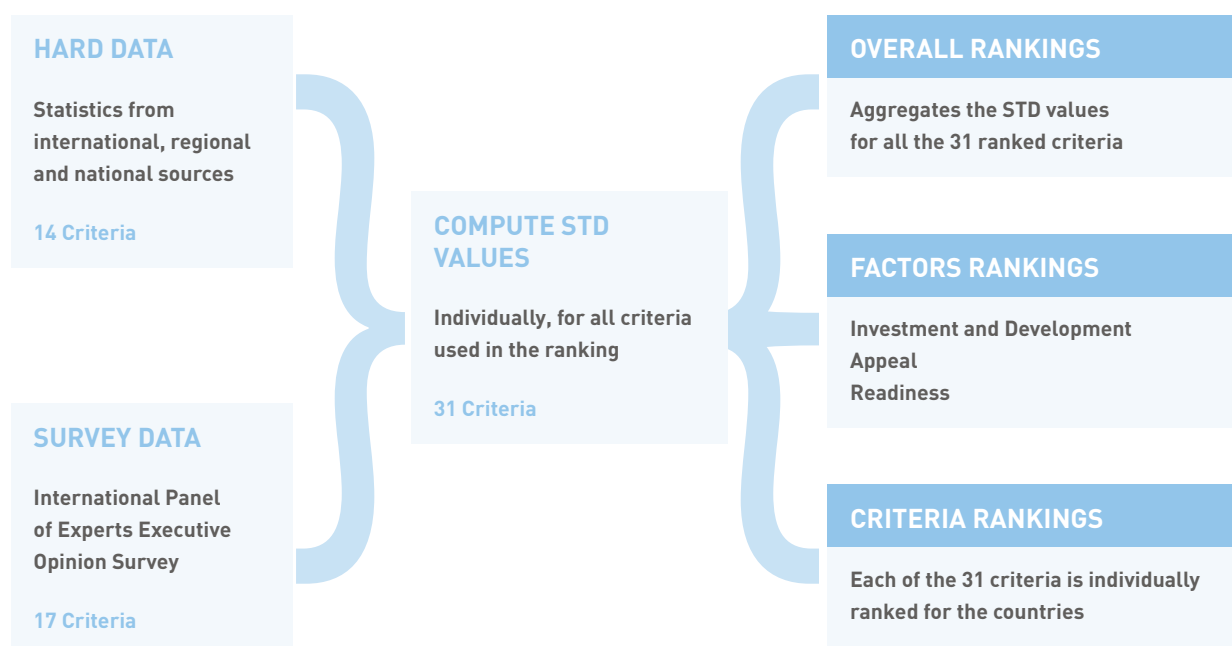 HARD DATA
Statistics from
international, regional
and national sources
14 Criteria
SURVEY DATA
International Panel
of Experts Executive
Opinion Survey
17 Criteria
COMPUTE STD
VALUES
Individually, for all criteria
used in the ranking
31 Criteria
OVERALL RANKINGS
Aggregates the STD values
for all the 31 ranked criteria
FACTORS RANKINGS
Investment and Development
Appeal
Readiness
CRITERIA RANKINGS
Each of the 31 criteria is individually
ranked for the countries